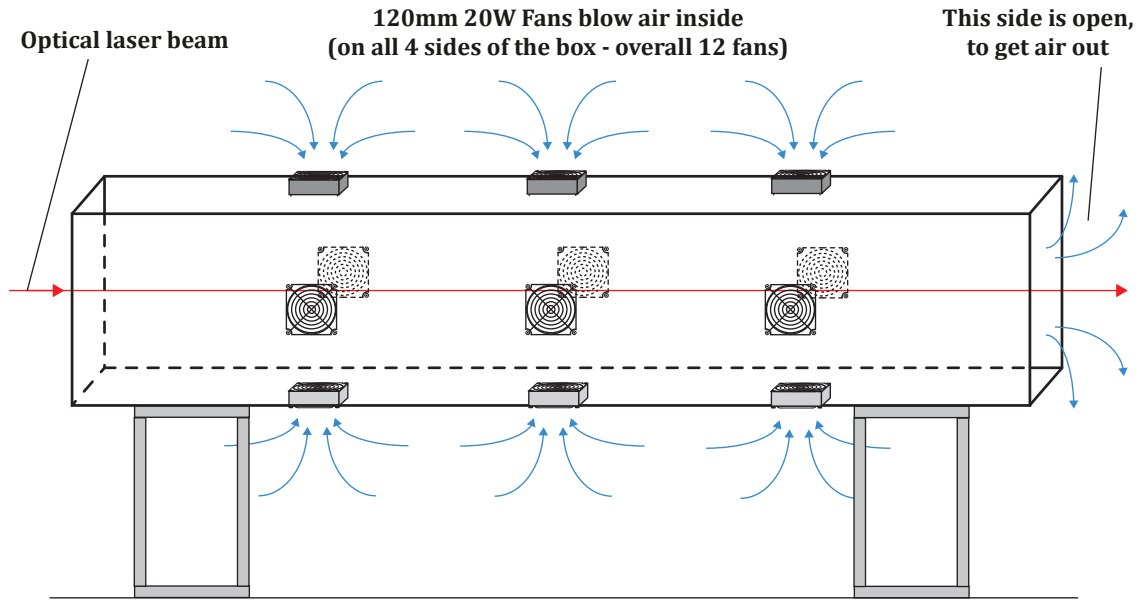 Optical laser beam
120mm 20W Fans blow air inside
(on all 4 sides of the box - overall 12 fans)
This side is open,
to get air out